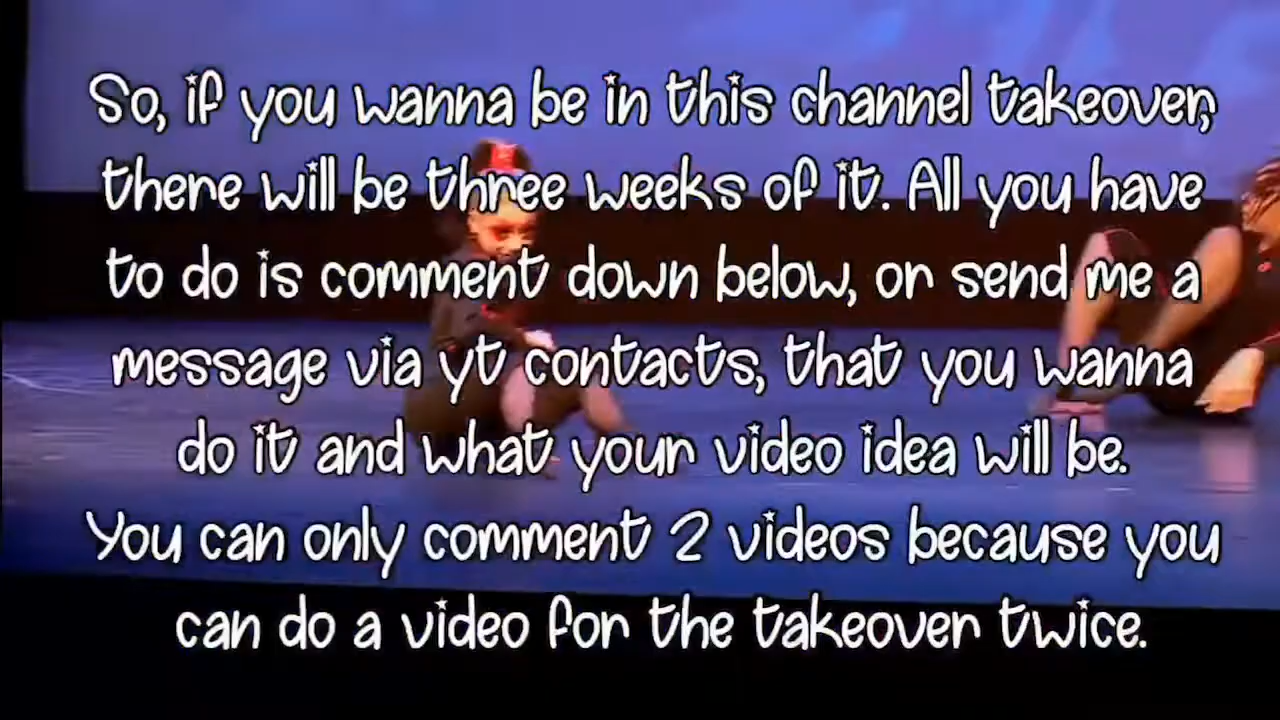 So, if you wanna be in this channel takeover,
there will be three weeks of it. All you have
to do is comment down below, or send me a
message via yt contacts, that you wanna
do it and what your video idea will be.
You can only comment 2 videos because you
can do a video for the takeover twice.